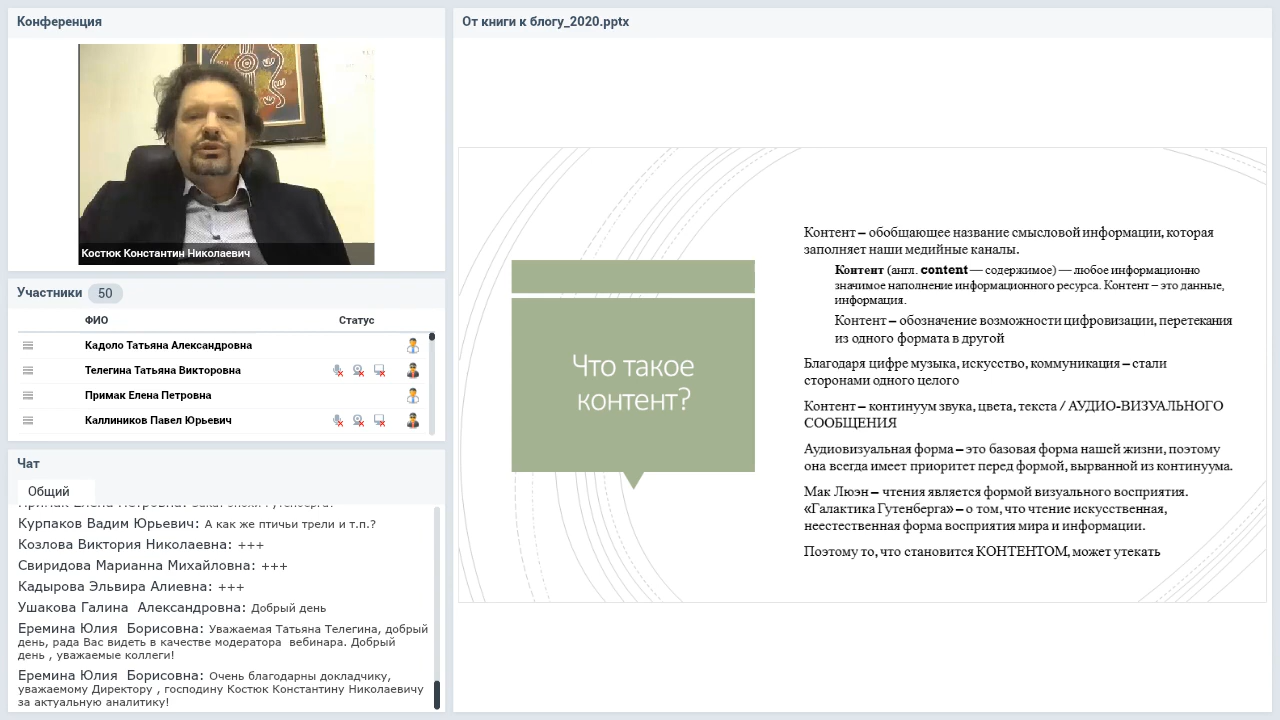 Конференция
Костюк Константин Николаевич
Участники 50
ФИО Статус
Кадоло Татьяна Александровна
Телегина Татьяна Викторовна
Примак Елена Петровна
Каллиников Павел Юрьевич
Чат
Общий
Курпаков Вадим Юрьевич: А как же птичьи трели и т.п.?
Козлова Виктория Николаевна: +++
Свиридова Марианна Михайловна: +++
Кадырова Эльвира Алиевна: +++
Ушакова Галина Александровна: Добрый день
Еремина Юлия Борисовна: Уважаемая Татьяна Телегина, добрый
день, рада Вас видеть в качестве модератора вебинара. Добрый
день , уважаемые коллеги!
Еремина Юлия Борисовна: Очень благодарны докладчику,
уважаемому Директору , господину Костюк Константину Николаевичу
за актуальную аналитику!
От книги к блогу_2020.pptx
Что такое
контент?
Контент – обобщающее название смысловой информации, которая
заполняет наши медийные каналы.
Контент (англ. content — содержимое) — любое информационно
значимое наполнение информационного ресурса. Контент – это данные,
информация.
Контент – обозначение возможности цифровизации, перетекания
из одного формата в другой
Благодаря цифре музыка, искусство, коммуникация – стали
сторонами одного целого
Контент – континуум звука, цвета, текста / АУДИО-ВИЗУАЛЬНОГО
СООБЩЕНИЯ
Аудиовизуальная форма – это базовая форма нашей жизни, поэтому
она всегда имеет приоритет перед формой, вырванной из континуума.
Мак Люэн – чтения является формой визуального восприятия.
«Галактика Гутенберга» – о том, что чтение искусственная,
неестественная форма восприятия мира и информации.
Поэтому то, что становится КОНТЕНТОМ, может утекать